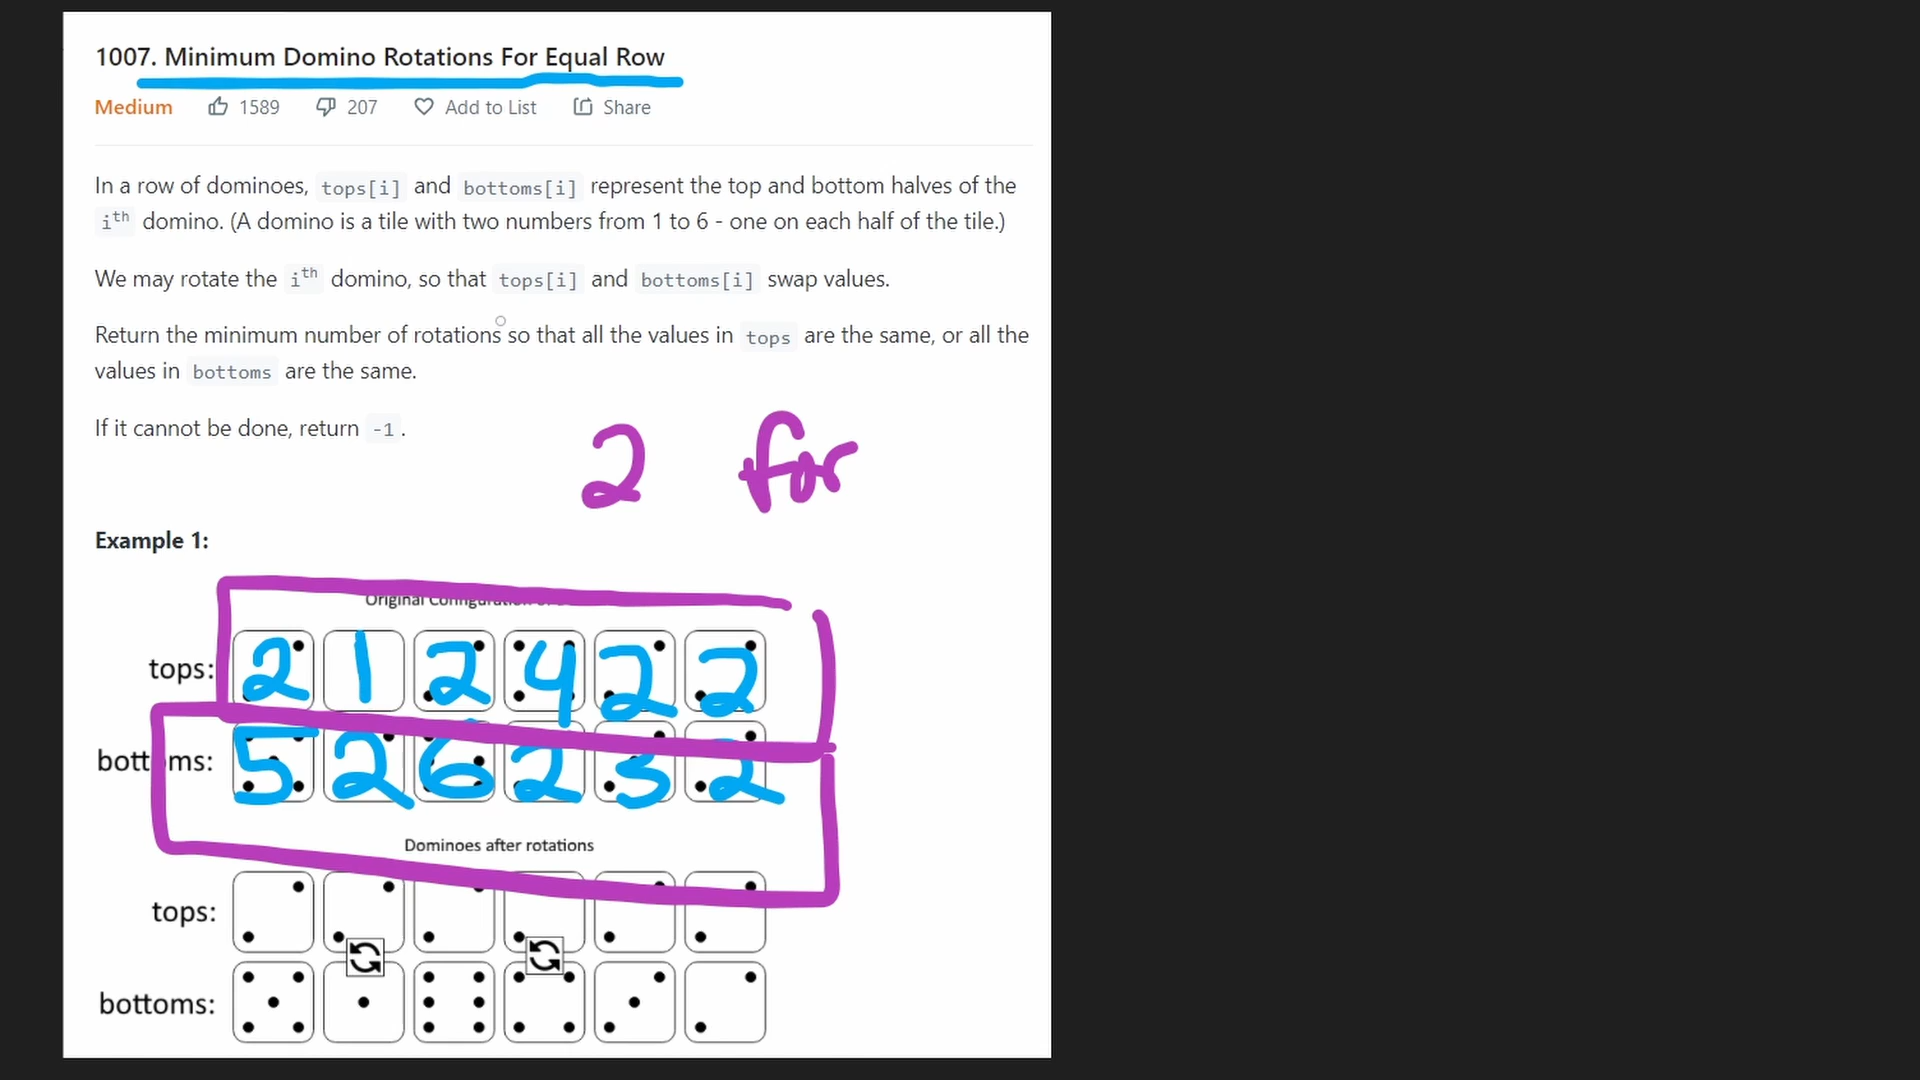 1007. Minimum Domino Rotations For Equal Row
Medium 1589 207 Add to List Share
In a row of dominoes, tops[i] and bottoms[i] represent the top and bottom halves of the
ith domino. (A domino is a tile with two numbers from 1 to 6 - one on each half of the tile.)
We may rotate the ith domino, so that tops[i] and bottoms[i] swap values.
Return the minimum number of rotations so that all the values in tops are the same, or all the
values in bottoms are the same.
If it cannot be done, return -1.
2 for
Example 1:
Original Configuration of
tops: 2 1 2 4 2 2
bottoms: 5 2 6 2 3 2
Dominoes after rotations
tops:
bottoms: